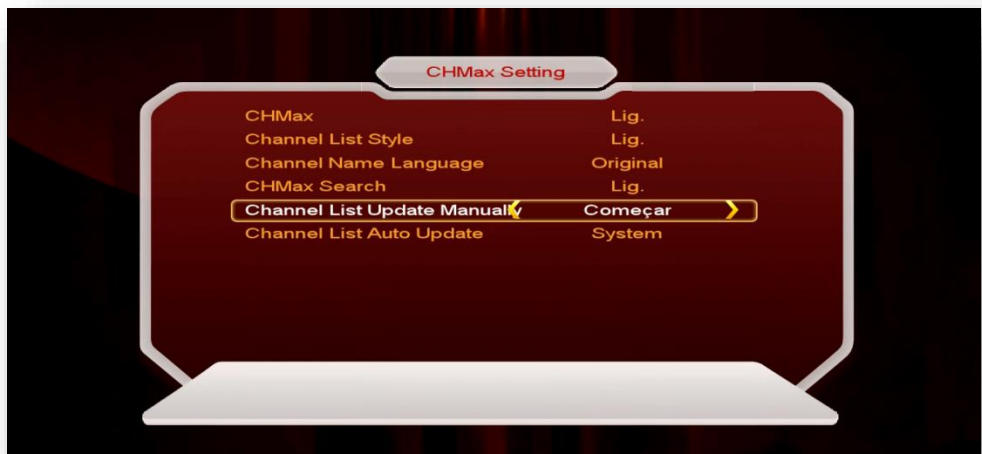 CHMax Setting
CHMax Lig.
Channel List Style Lig.
Channel Name Language Original
CHMax Search Lig.
Channel List Update Manually Começar
Channel List Auto Update System